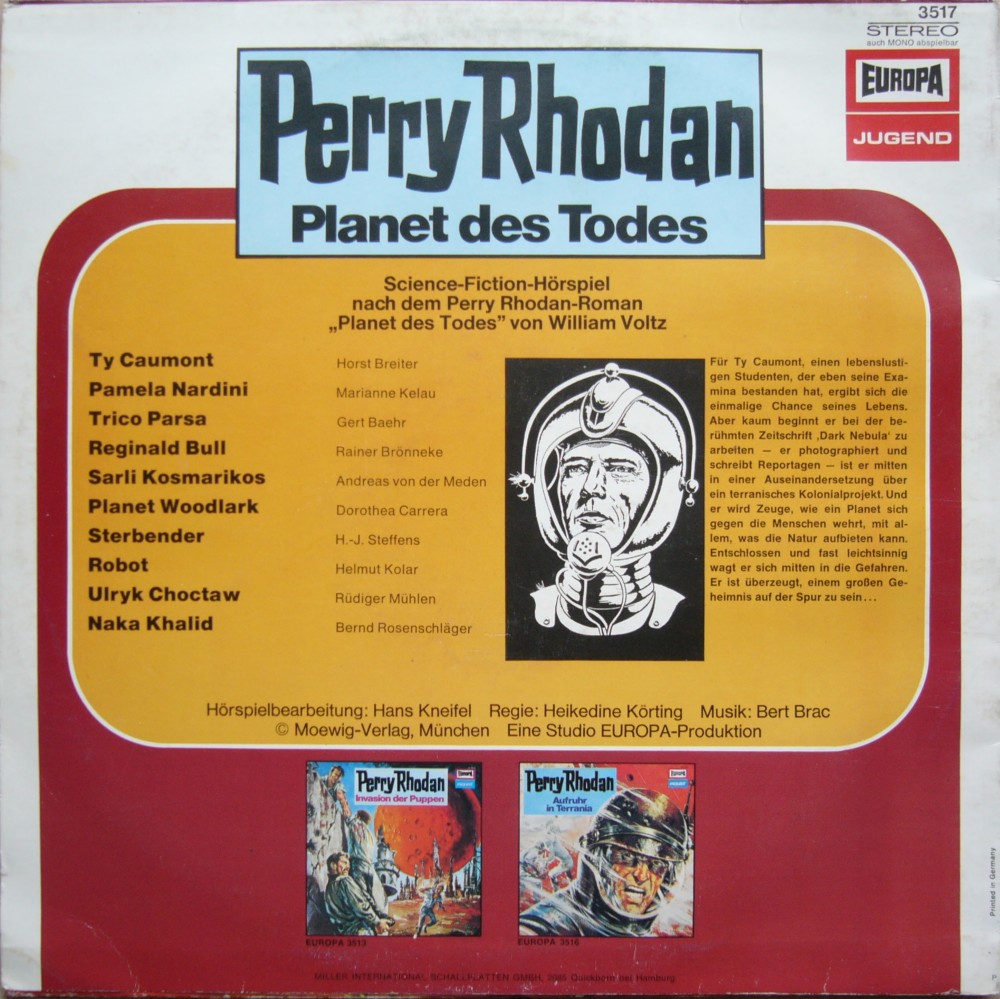 3517
STEREO
auch MONO abspielbar
EUROPA
JUGEND
Perry Rhodan
Planet des Todes
Science-Fiction-Hörspiel
nach dem Perry Rhodan-Roman
„Planet des Todes” von William Voltz
Ty Caumont Horst Breiter
Pamela Nardini Marianne Kelau
Trico Parsa Gert Baehr
Reginald Bull Rainer Brönneke
Sarli Kosmarikos Andreas von der Meden
Planet Woodlark Dorothea Carrera
Sterbender H.-J. Steffens
Robot Helmut Kolar
Ulryk Choctaw Rüdiger Mühlen
Naka Khalid Bernd Rosenschläger
Für Ty Caumont, einen lebenslusti-
gen Studenten, der eben seine Exa-
mina bestanden hat, ergibt sich die
einmalige Chance seines Lebens.
Aber kaum beginnt er bei der be-
rühmten Zeitschrift ‚Dark Nebula‘ zu
arbeiten — er photographiert und
schreibt Reportagen — ist er mitten
in einer Auseinandersetzung über
ein terranisches Kolonialprojekt. Und
er wird Zeuge, wie ein Planet sich
gegen die Menschen wehrt, mit al-
lem, was die Natur aufbieten kann.
Entschlossen und fast leichtsinnig
wagt er sich mitten in die Gefahren.
Er ist überzeugt, einem großen Ge-
heimnis auf der Spur zu sein...
Hörspielbearbeitung: Hans Kneifel Regie: Heikedine Körting Musik: Bert Brac
© Moewig-Verlag, München Eine Studio EUROPA-Produktion
EUROPA
Perry Rhodan
Invasion der Puppen
EUROPA 3513
EUROPA
Perry Rhodan
Aufruhr
in Terrania
EUROPA 3516
MILLER INTERNATIONAL SCHALLPLATTEN GMBH, 2085 Quickborn bei Hamburg
Printed in Germany
P